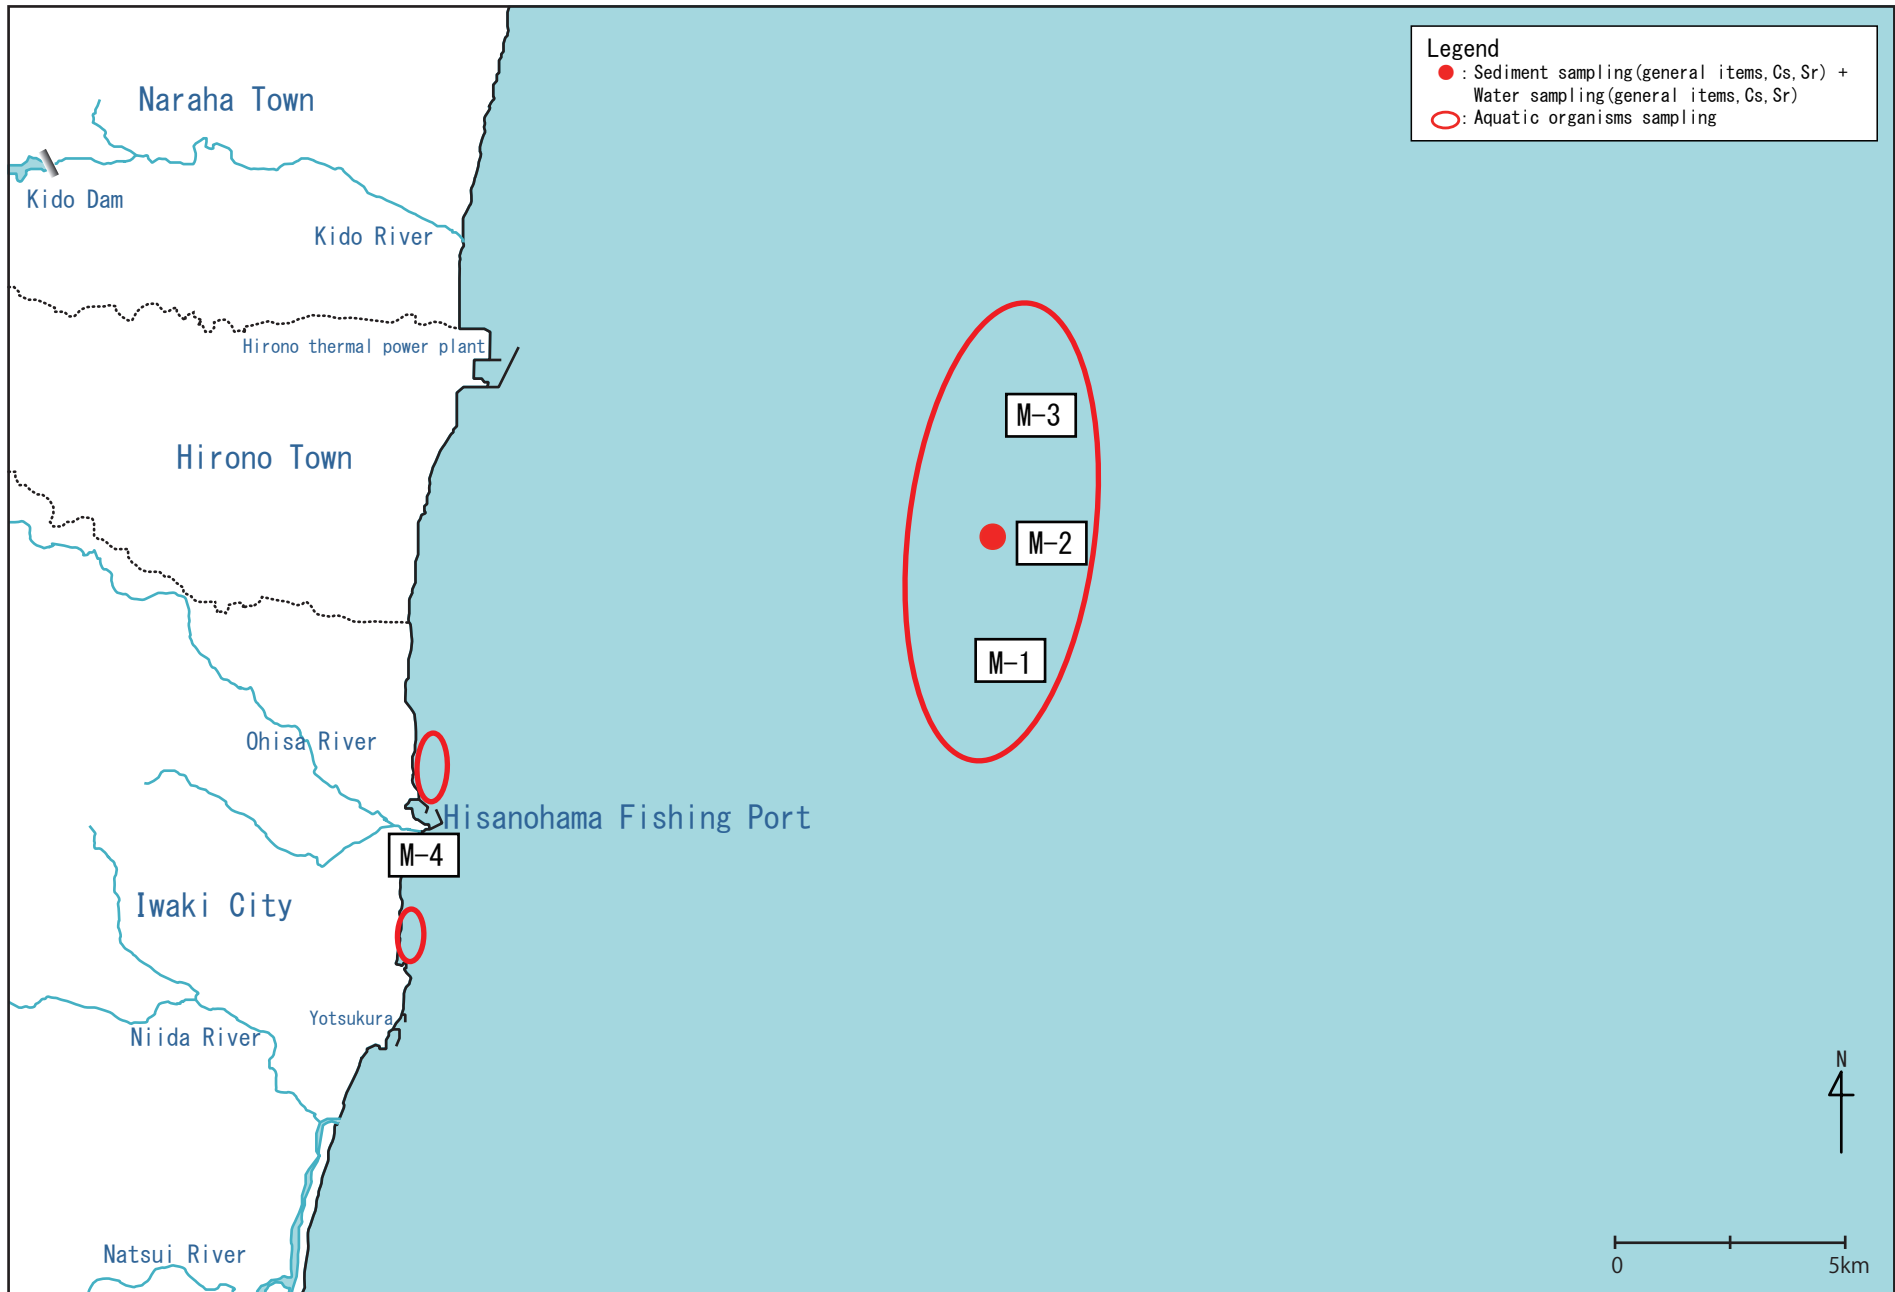 Legend
: Sediment sampling(general items,Cs,Sr) +
Water sampling(general items,Cs,Sr)
: Aquatic organisms sampling
Naraha Town
Kido Dam
Kido River
Hirono thermal power plant
M-3
Hirono Town
M-2
M-1
Ohisa River
Hisanohama Fishing Port
M-4
Iwaki City
Yotsukura
Niida River
N
Natsui River
0 5km